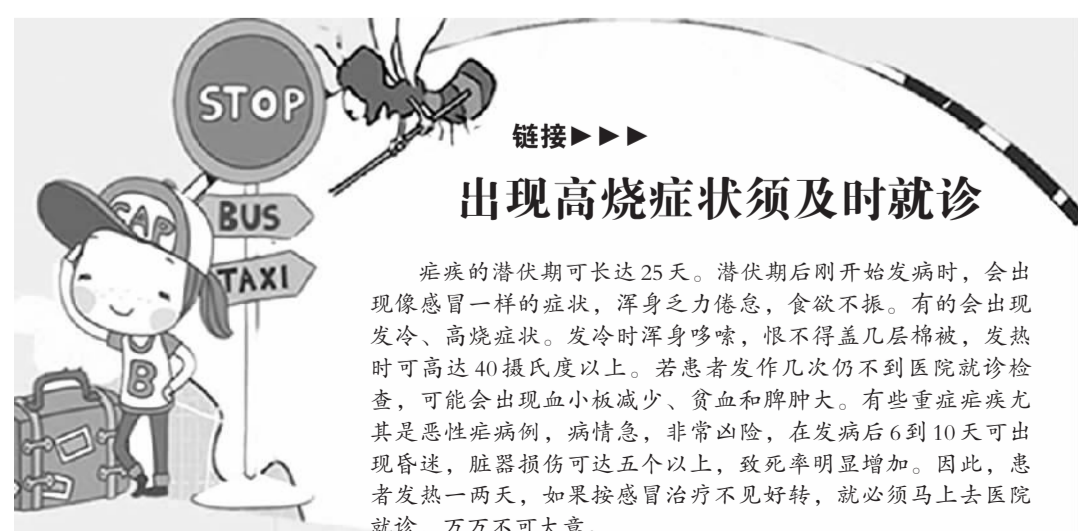 STOP
BUS
TAXI
CAP
B
链接▶▶▶
出现高烧症状须及时就诊
疟疾的潜伏期可长达25天。潜伏期后刚开始发病时，会出
现像感冒一样的症状，浑身乏力倦怠，食欲不振。有的会出现
发冷、高烧症状。发冷时浑身哆嗦，恨不得盖几层棉被，发热
时可高达40摄氏度以上。若患者发作几次仍不到医院就诊检
查，可能会出现血小板减少、贫血和脾肿大。有些重症疟疾尤
其是恶性疟病例，病情急，非常凶险，在发病后6到10天可出
现昏迷，脏器损伤可达五个以上，致死率明显增加。因此，患
者发热一两天，如果按感冒治疗不见好转，就必须马上去医院
就诊，万万不可大意。